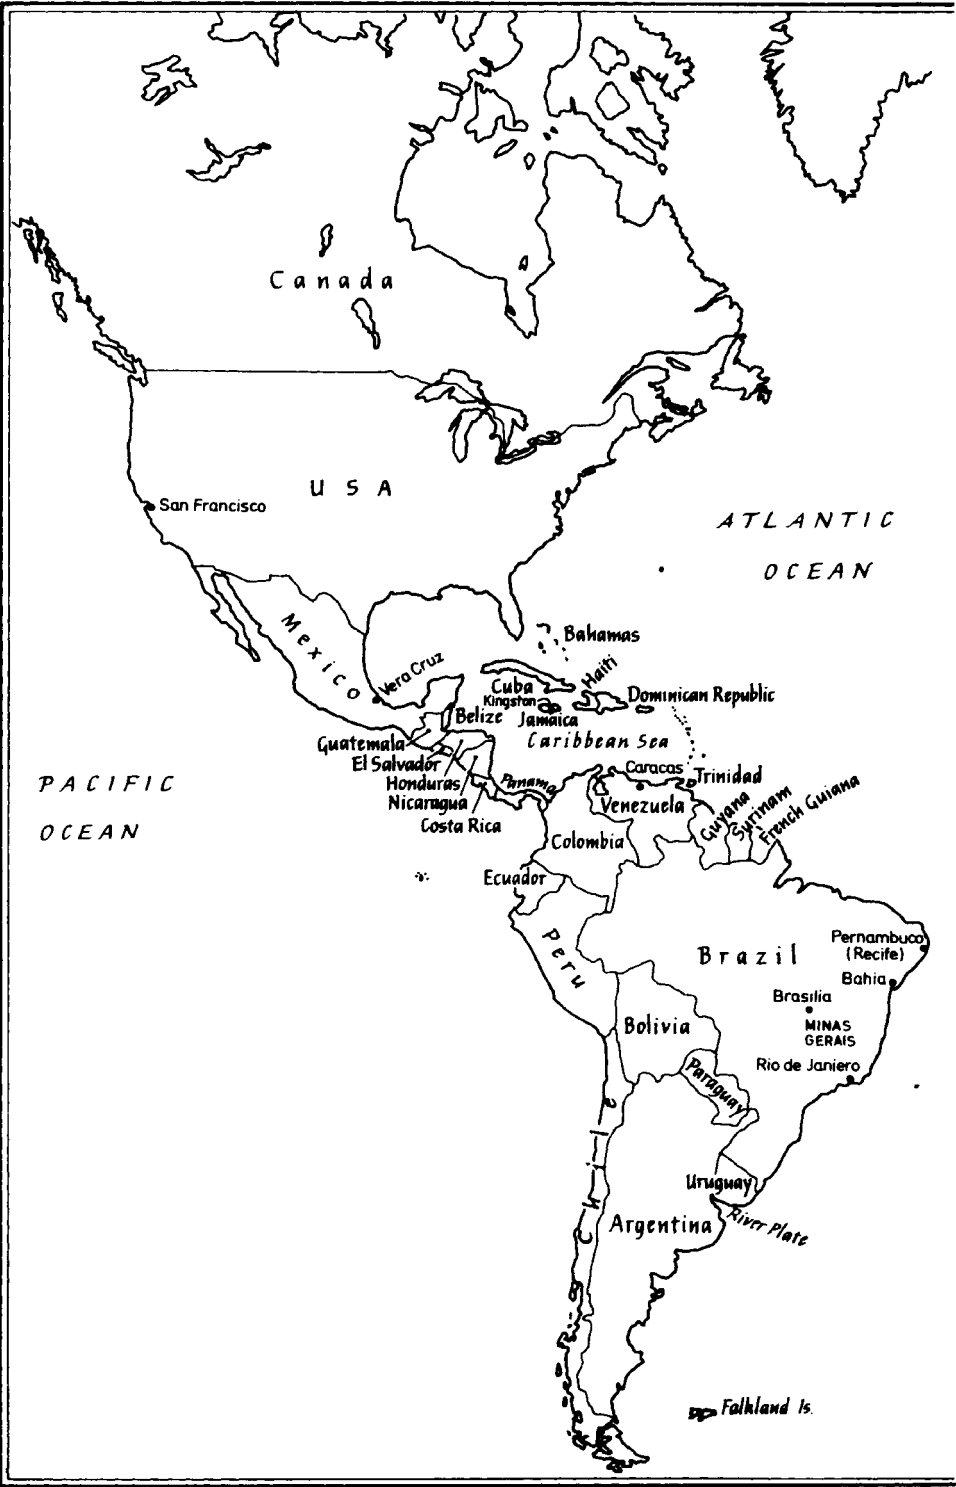 Canada
USA
San Francisco
ATLANTIC
OCEAN
Mexico
Vera Cruz
Bahamas
Cuba
Haiti
Kingston
Jamaica
Dominican Republic
Belize
Caribbean Sea
Guatemala
El Salvador
Honduras
Nicaragua
Costa Rica
Panama
PACIFIC
OCEAN
Caracas
Trinidad
Venezuela
Guyana
Surinam
French Guiana
Colombia
Ecuador
Peru
Brazil
Pernambuco
(Recife)
Bahia
Brasilia
MINAS
GERAIS
Bolivia
Rio de Janiero
Paraguay
Chile
Uruguay
Argentina
River Plate
Falkland Is.